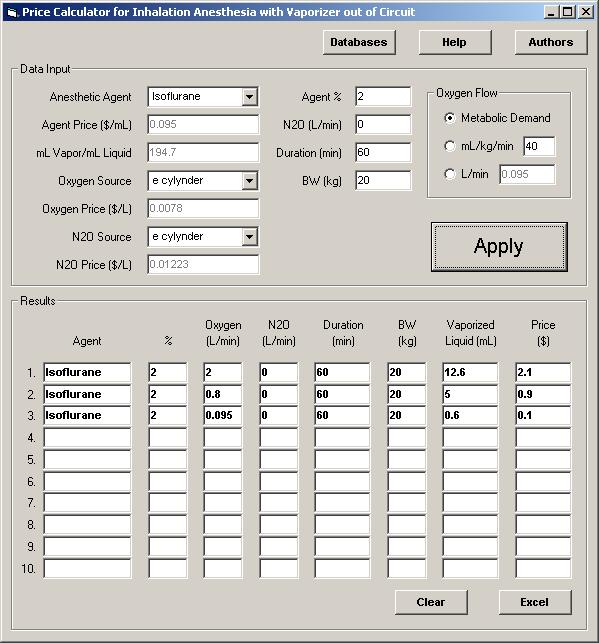 Price Calculator for Inhalation Anesthesia with Vaporizer out of Circuit
Databases Help Authors
Data Input
Anesthetic Agent Isoflurane
Agent Price ($/mL) 0.095
mL Vapor/mL Liquid 194.7
Oxygen Source e cylynder
Oxygen Price ($/L) 0.0078
N2O Source e cylynder
N2O Price ($/L) 0.01223
Agent % 2
N2O (L/min) 0
Duration (min) 60
BW (kg) 20
Oxygen Flow
Metabolic Demand
mL/kg/min 40
L/min 0.095
Apply
Results
Agent % Oxygen (L/min) N2O (L/min) Duration (min) BW (kg) Vaporized Liquid (mL) Price ($)
1. Isoflurane 2 2 0 60 20 12.6 2.1
2. Isoflurane 2 0.8 0 60 20 5 0.9
3. Isoflurane 2 0.095 0 60 20 0.6 0.1
4.
5.
6.
7.
8.
9.
10.
Clear Excel